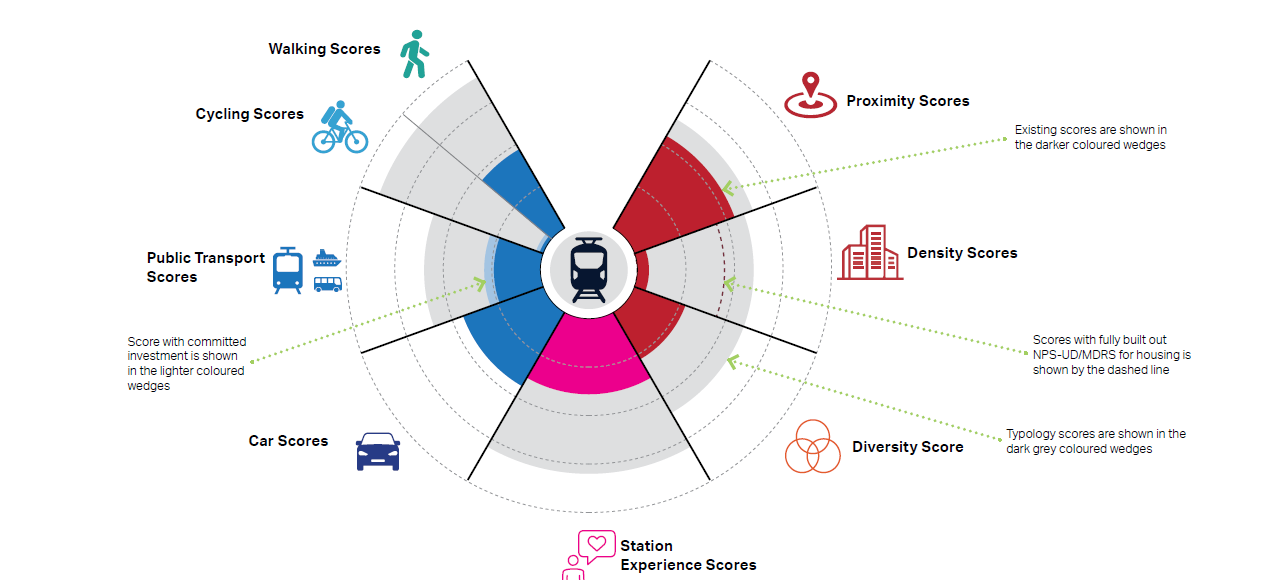 Walking Scores
Cycling Scores
Proximity Scores
Existing scores are shown in
the darker coloured wedges
Public Transport
Scores
Density Scores
Score with committed
investment is shown
in the lighter coloured
wedges
Scores with fully built out
NPS-UD/MDRS for housing is
shown by the dashed line
Car Scores
Diversity Score
Typology scores are shown in the
dark grey coloured wedges
Station
Experience Scores